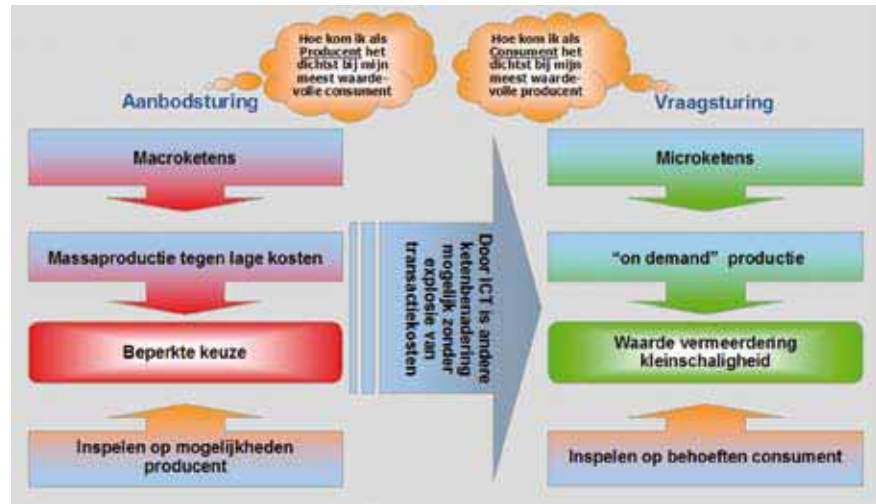 Hoe kom ik als
Producent het
dichtst bij mijn
meest waarde-
volle consument
Hoe kom ik als
Consument het
dichtst bij mijn
meest waarde-
volle producent
Aanbodsturing
Vraagsturing
Macroketens
Massaproductie tegen lage kosten
Beperkte keuze
Inspelen op mogelijkheden
producent
Door ICT is andere
ketenbenadering
mogelijk zonder
explosie van
transactiekosten
Microketens
“on demand” productie
Waarde vermeerdering
kleinschaligheid
Inspelen op behoeften consument